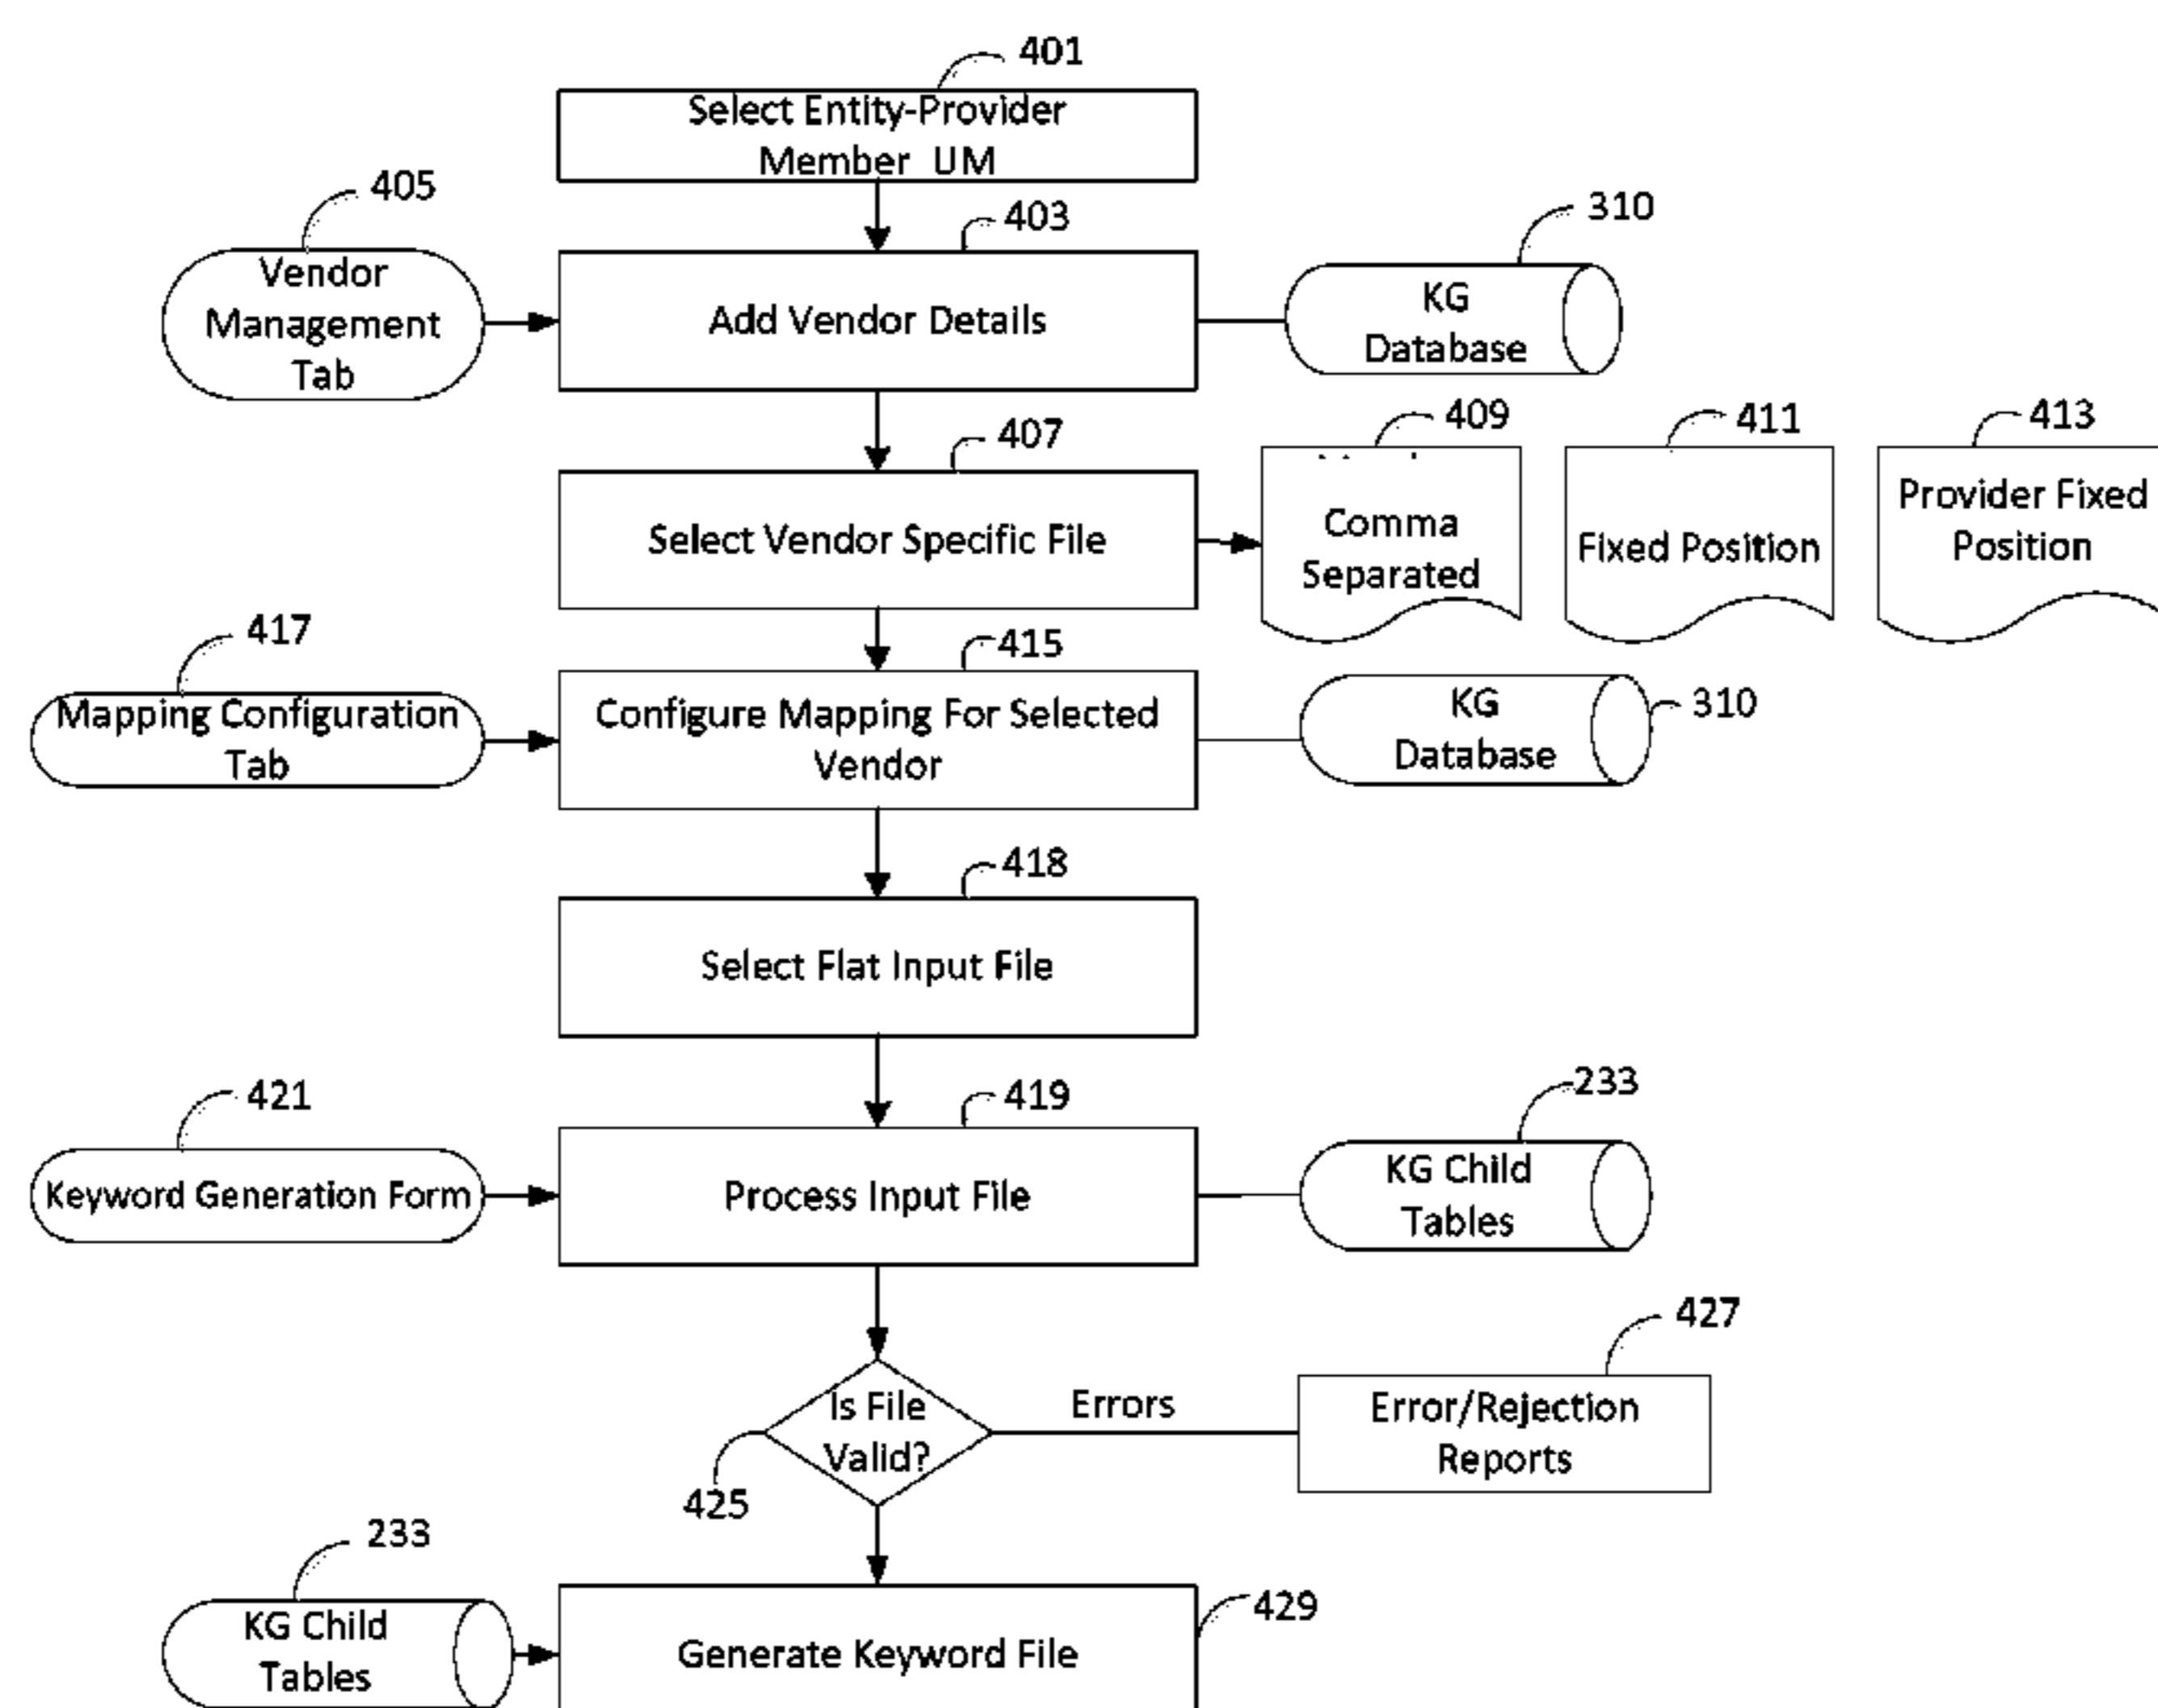 401
Select Entity-Provider
Member UM
405
403
310
Vendor
Management
Tab
Add Vendor Details
KG
Database
407
409
411
413
Select Vendor Specific File
Comma
Separated
Fixed Position
Provider Fixed
Position
417
415
Mapping Configuration
Tab
Configure Mapping For Selected
Vendor
KG
Database
310
418
Select Flat Input File
421
419
233
Keyword Generation Form
Process Input File
KG Child
Tables
427
Is File
Valid?
Errors
Error/Rejection
Reports
425
233
KG Child
Tables
Generate Keyword File
429